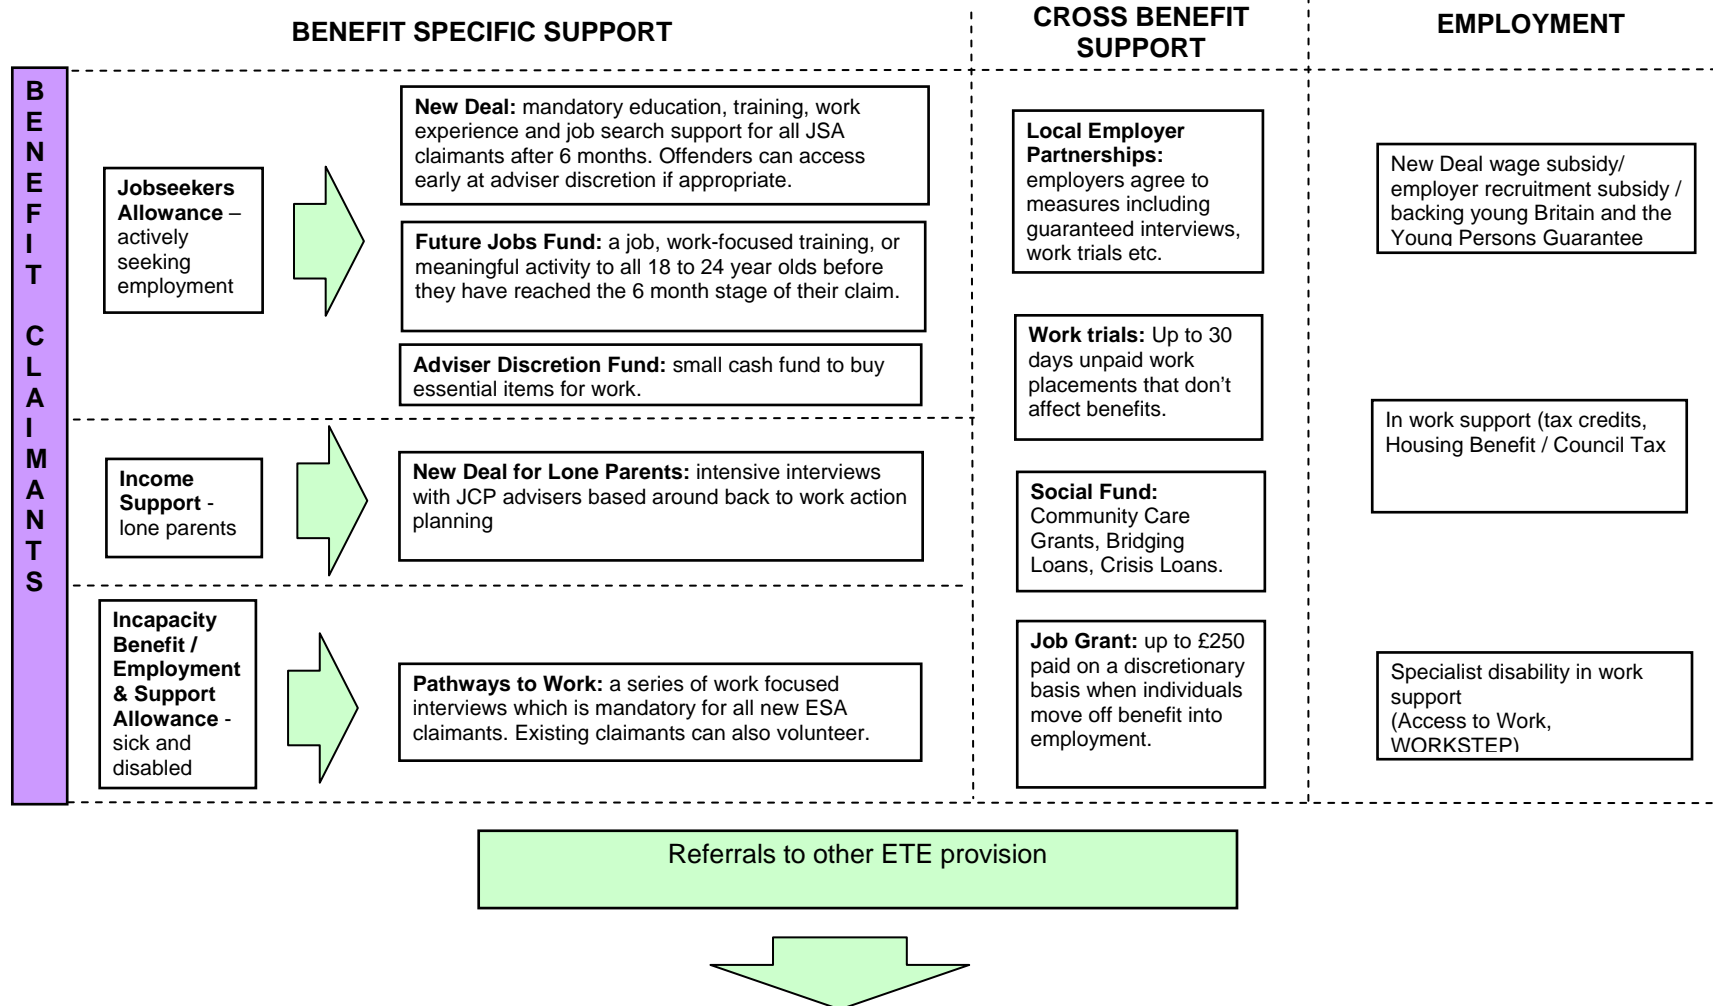 BENEFIT SPECIFIC SUPPORT
CROSS BENEFIT
SUPPORT
EMPLOYMENT
BENEFIT CLAIMANTS
Jobseekers
Allowance –
actively
seeking
employment
New Deal: mandatory education, training, work
experience and job search support for all JSA
claimants after 6 months. Offenders can access
early at adviser discretion if appropriate.
Future Jobs Fund: a job, work-focused training, or
meaningful activity to all 18 to 24 year olds before
they have reached the 6 month stage of their claim.
Adviser Discretion Fund: small cash fund to buy
essential items for work.
Income
Support -
lone parents
New Deal for Lone Parents: intensive interviews
with JCP advisers based around back to work action
planning
Incapacity
Benefit /
Employment
& Support
Allowance -
sick and
disabled
Pathways to Work: a series of work focused
interviews which is mandatory for all new ESA
claimants. Existing claimants can also volunteer.
Local Employer
Partnerships:
employers agree to
measures including
guaranteed interviews,
work trials etc.
Work trials: Up to 30
days unpaid work
placements that don’t
affect benefits.
Social Fund:
Community Care
Grants, Bridging
Loans, Crisis Loans.
Job Grant: up to £250
paid on a discretionary
basis when individuals
move off benefit into
employment.
New Deal wage subsidy/
employer recruitment subsidy /
backing young Britain and the
Young Persons Guarantee
In work support (tax credits,
Housing Benefit / Council Tax
Specialist disability in work
support
(Access to Work,
WORKSTEP)
Referrals to other ETE provision